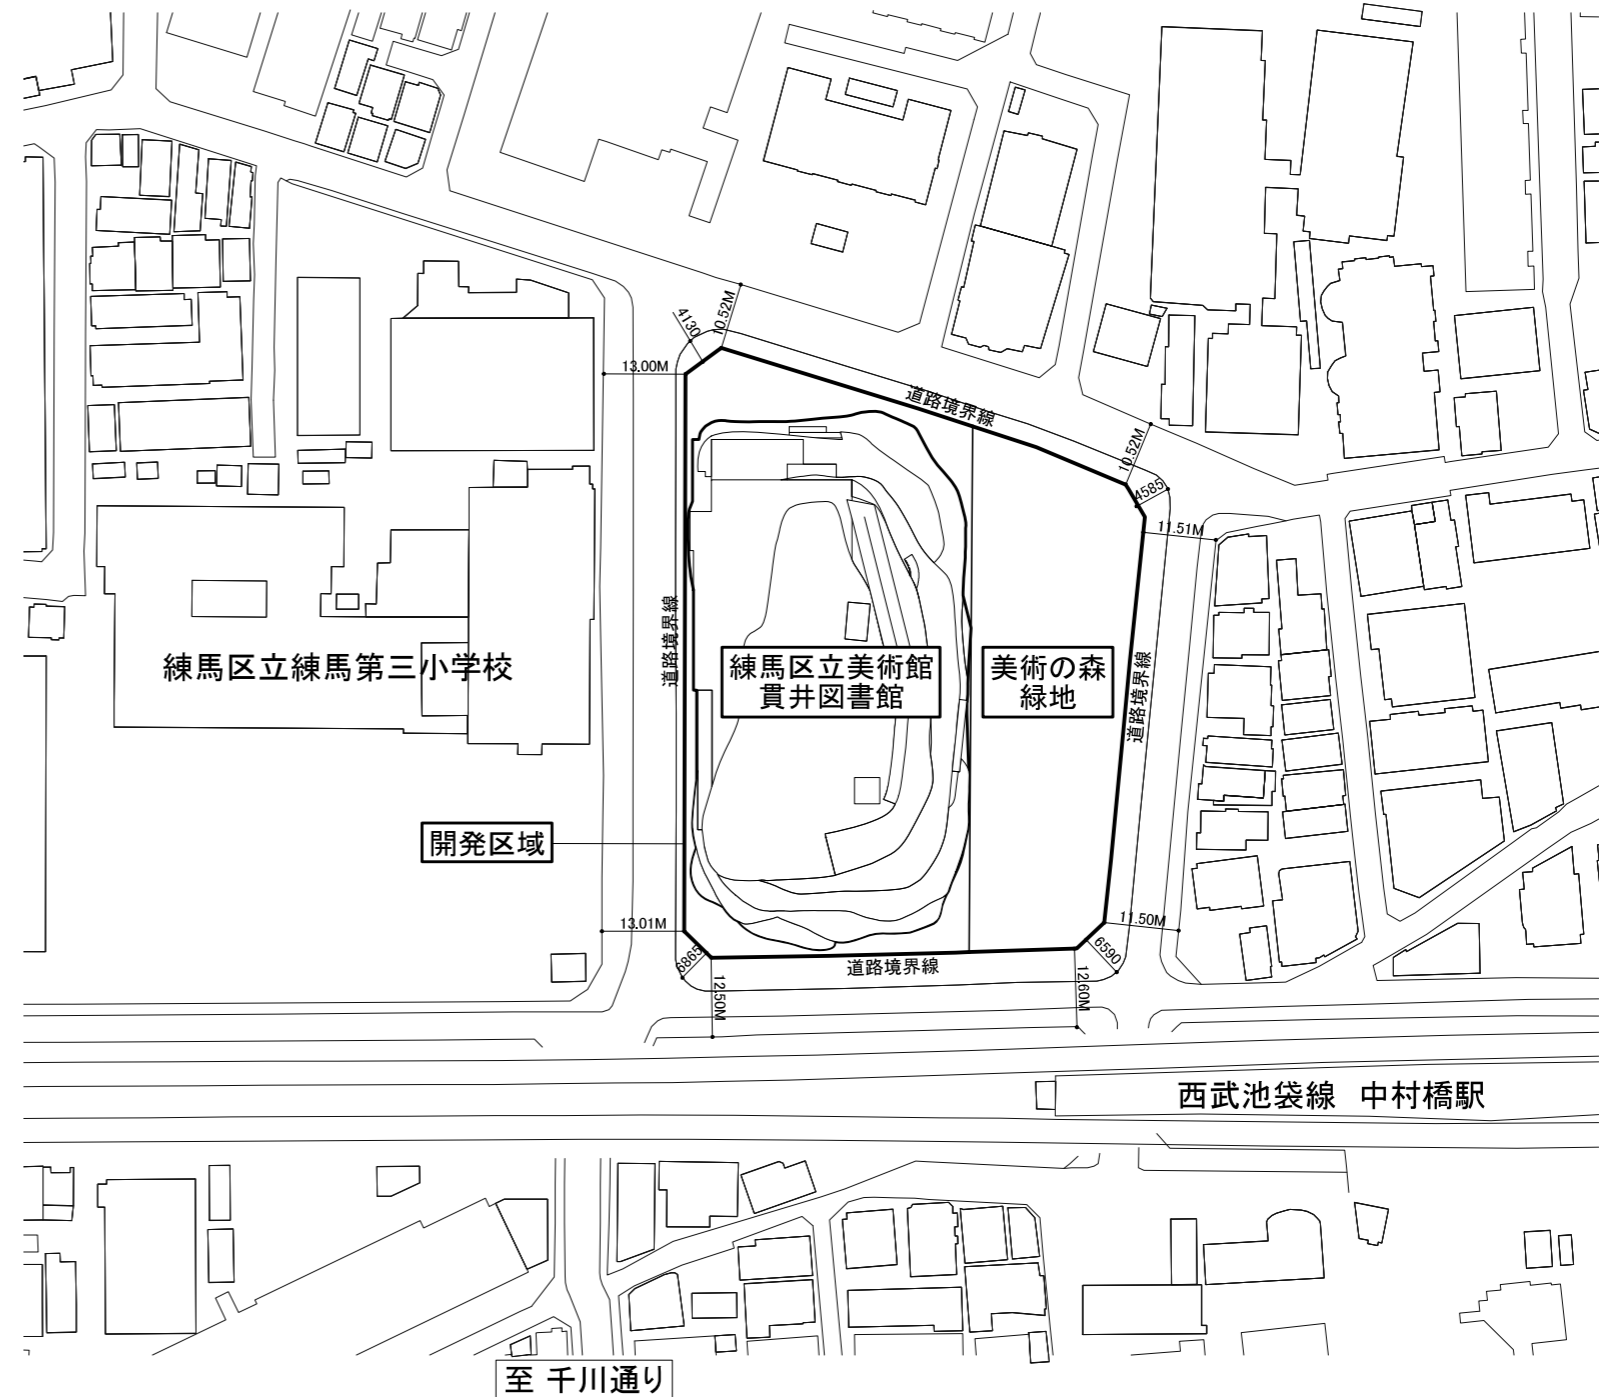 10.52M
4130
13.00M
道路境界線
10.52M
4585
11.51M
道路境界線
練馬区立練馬第三小学校
練馬区立美術館
貫井図書館
美術の森
緑地
道路境界線
開発区域
13.01M
11.50M
6865
道路境界線
6590
12.50M
12.60M
西武池袋線 中村橋駅
至 千川通り